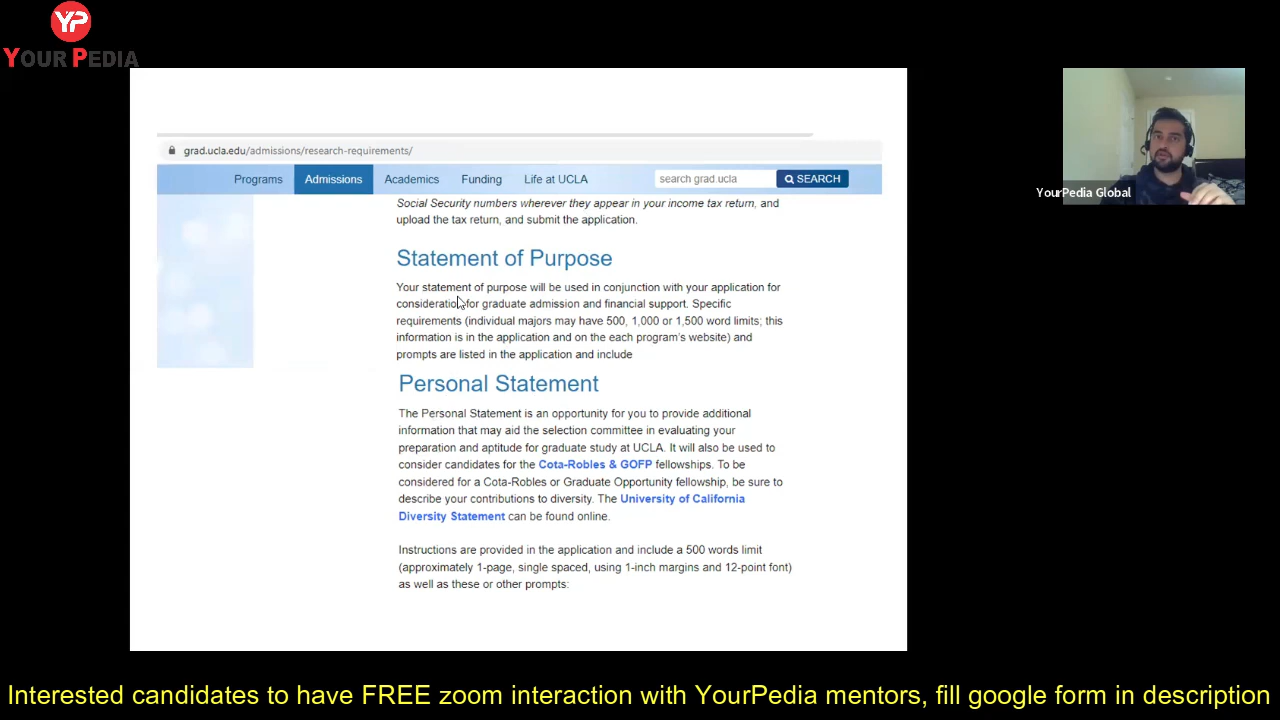 YP
YOUR PEDIA
grad.ucla.edu/admissions/research-requirements/
Programs Admissions Academics Funding Life at UCLA search grad.ucla SEARCH
Social Security numbers wherever they appear in your income tax return, and
upload the tax return, and submit the application.
YourPedia Global
Statement of Purpose
Your statement of purpose will be used in conjunction with your application for
consideration for graduate admission and financial support. Specific
requirements (individual majors may have 500, 1,000 or 1,500 word limits; this
information is in the application and on the each program's website) and
prompts are listed in the application and include
Personal Statement
The Personal Statement is an opportunity for you to provide additional
information that may aid the selection committee in evaluating your
preparation and aptitude for graduate study at UCLA. It will also be used to
consider candidates for the Cota-Robles & GOFP fellowships. To be
considered for a Cota-Robles or Graduate Opportunity fellowship, be sure to
describe your contributions to diversity. The University of California
Diversity Statement can be found online.
Instructions are provided in the application and include a 500 words limit
(approximately 1-page, single spaced, using 1-inch margins and 12-point font)
as well as these or other prompts:
Interested candidates to have FREE zoom interaction with YourPedia mentors, fill google form in description